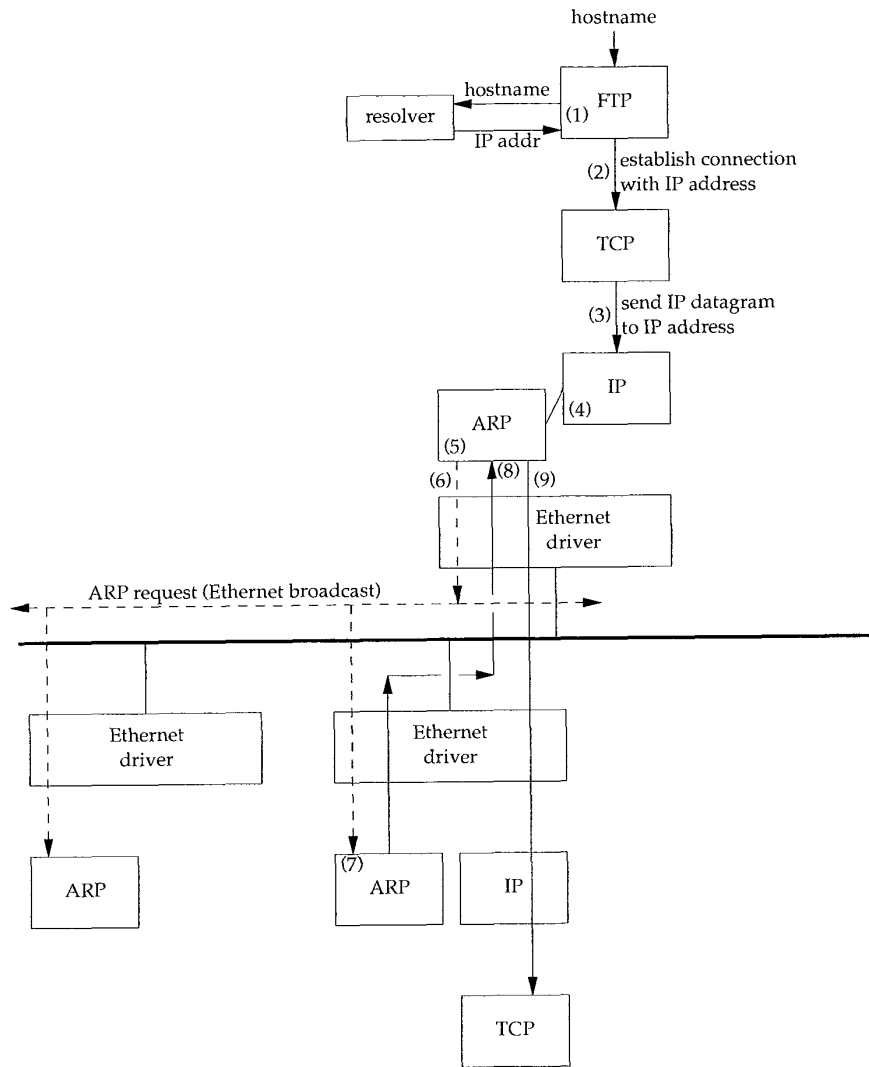 hostname
FTP
hostname
(1)
resolver
IP addr
(2)
establish connection
with IP address
TCP
(3)
send IP datagram
to IP address
IP
(4)
ARP
(5)
(6)
(8)
(9)
Ethernet
driver
ARP request (Ethernet broadcast)
Ethernet
driver
Ethernet
driver
(7)
ARP
ARP
IP
TCP